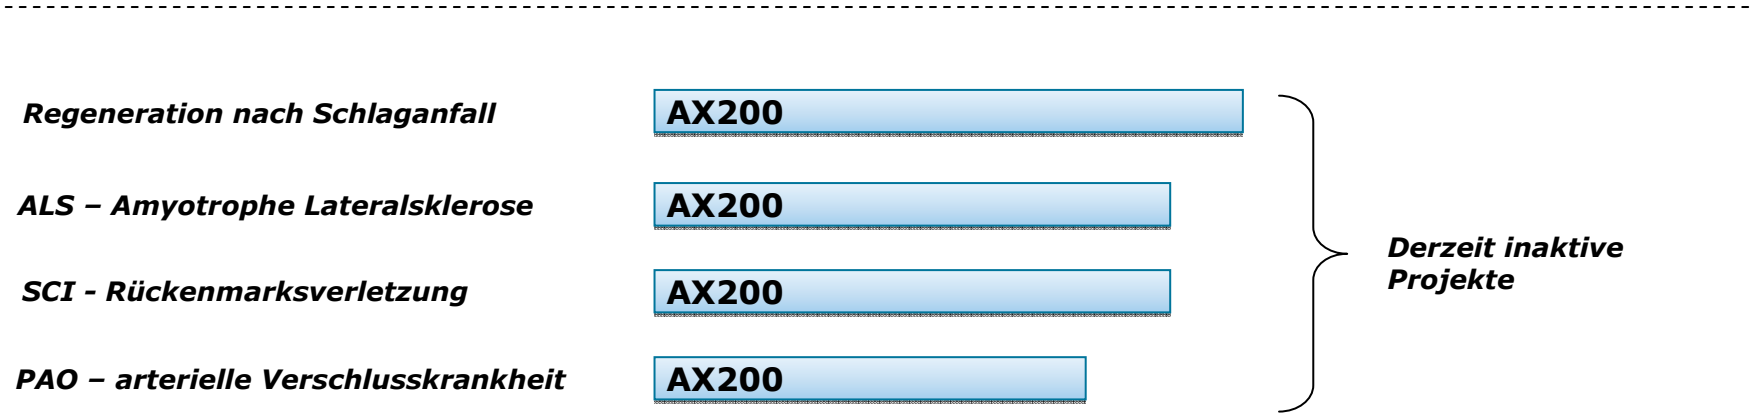 Regeneration nach Schlaganfall
AX200
ALS – Amyotrophe Lateralsklerose
AX200
SCI - Rückenmarksverletzung
AX200
PAO – arterielle Verschlusskrankheit
AX200
Derzeit inaktive
Projekte